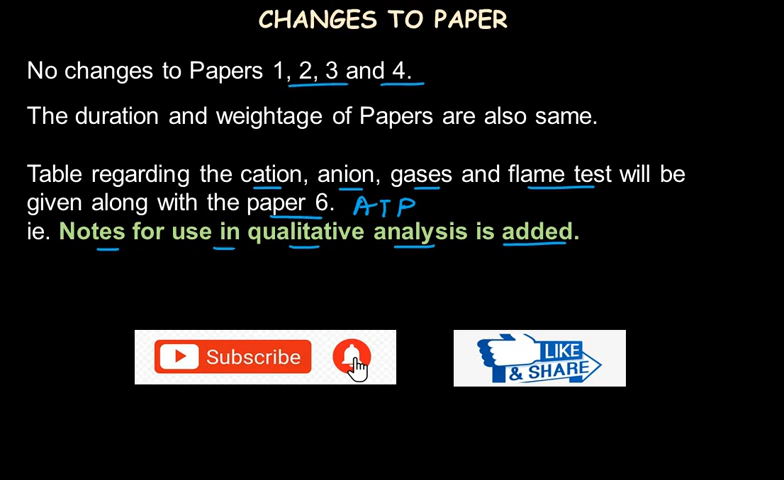 CHANGES TO PAPER
No changes to Papers 1, 2, 3 and 4.
The duration and weightage of Papers are also same.
Table regarding the cation, anion, gases and flame test will be
given along with the paper 6. ATP
ie. Notes for use in qualitative analysis is added.
Subscribe
LIKE
& SHARE